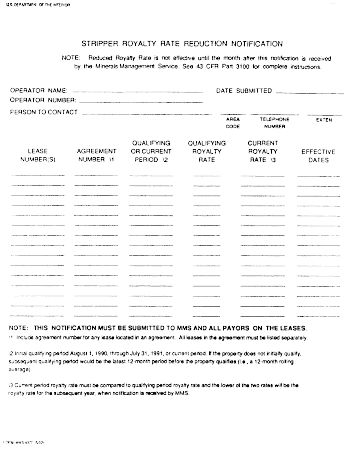 U.S. DEPARTMENT OF THE INTERIOR
STRIPPER ROYALTY RATE REDUCTION NOTIFICATION
NOTE: Reduced Royalty Rate is not effective until the month after this notification is received
by the Minerals Management Service. See 43 CFR Part 3100 for complete instructions.
OPERATOR NAME: DATE SUBMITTED
OPERATOR NUMBER:
PERSON TO CONTACT
AREA CODE TELEPHONE NUMBER EXTEN
LEASE NUMBER(S) AGREEMENT NUMBER \1 QUALIFYING OR CURRENT PERIOD \2 QUALIFYING ROYALTY RATE CURRENT ROYALTY RATE \3 EFFECTIVE DATES
NOTE: THIS NOTIFICATION MUST BE SUBMITTED TO MMS AND ALL PAYORS ON THE LEASES.
\1 Include agreement number for any lease located in an agreement. All leases in the agreement must be listed separately.
\2 Initial qualifying period August 1, 1990, through July 31, 1991, or current period. If the property does not initially qualify,
subsequent qualifying period would be the latest 12-month period before the property qualifies (i.e., a 12-month rolling
average)
\3 Current period royalty rate must be compared to qualifying period royalty rate and the lower of the two rates will be the
royalty rate for the subsequent year, when notification is received by MMS.